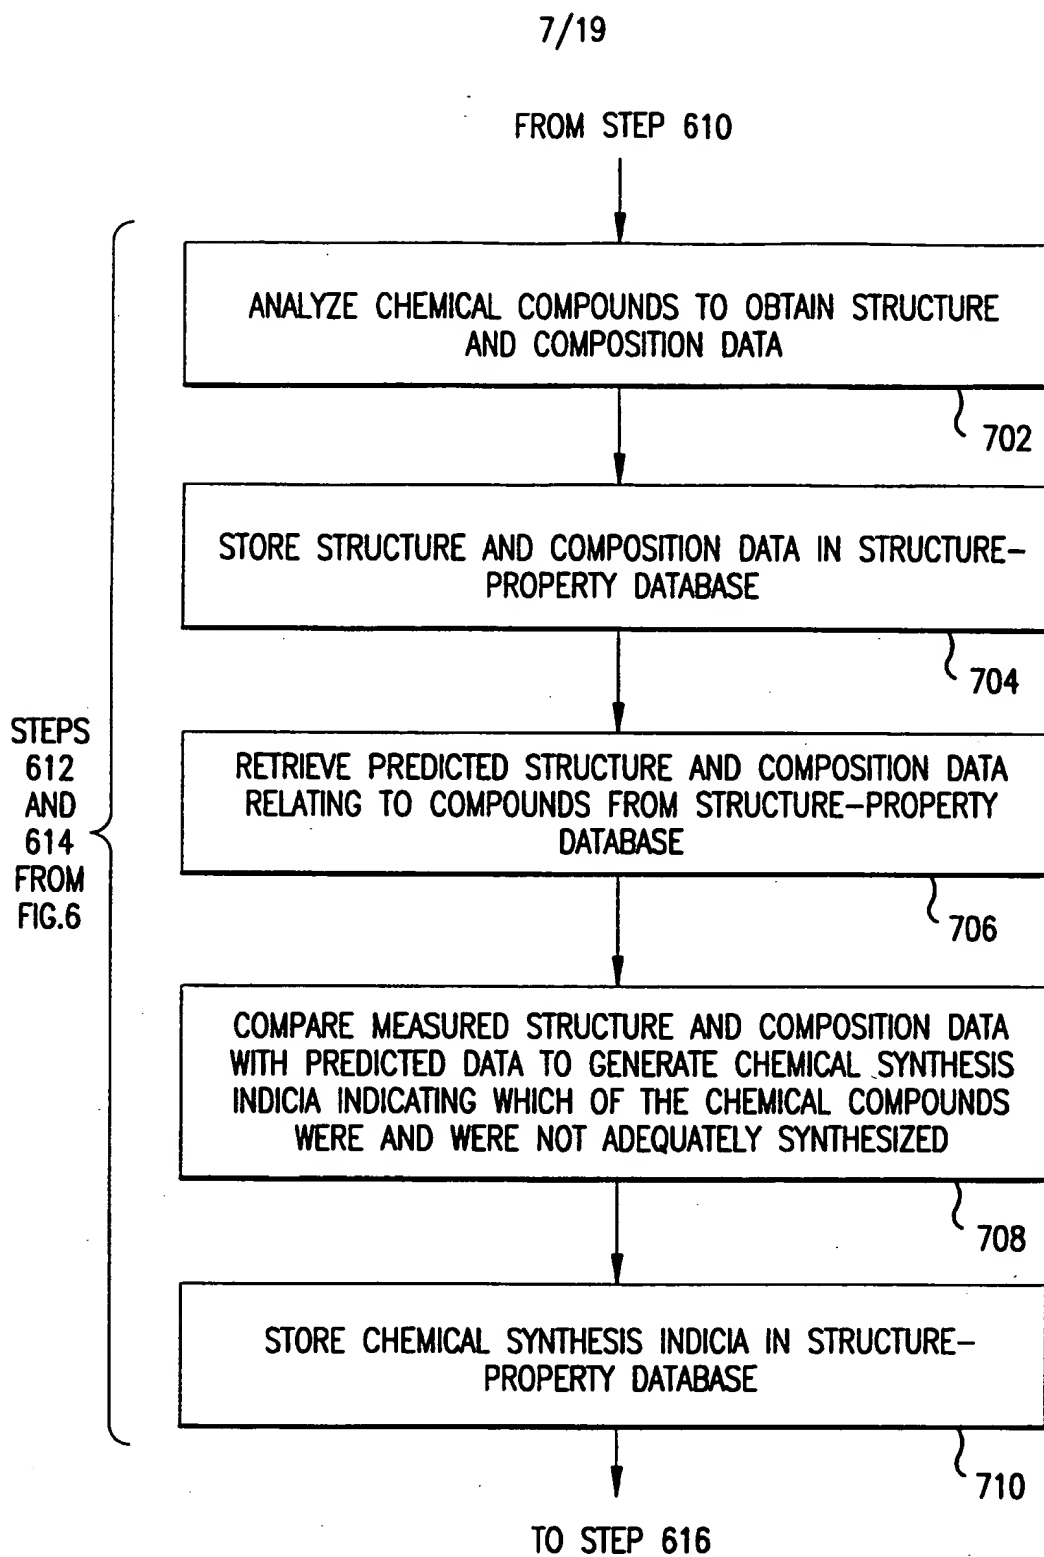 7/19
FROM STEP 610
ANALYZE CHEMICAL COMPOUNDS TO OBTAIN STRUCTURE
AND COMPOSITION DATA
702
STORE STRUCTURE AND COMPOSITION DATA IN STRUCTURE-
PROPERTY DATABASE
704
STEPS
612
AND
614
FROM
FIG.6
RETRIEVE PREDICTED STRUCTURE AND COMPOSITION DATA
RELATING TO COMPOUNDS FROM STRUCTURE-PROPERTY
DATABASE
706
COMPARE MEASURED STRUCTURE AND COMPOSITION DATA
WITH PREDICTED DATA TO GENERATE CHEMICAL SYNTHESIS
INDICIA INDICATING WHICH OF THE CHEMICAL COMPOUNDS
WERE AND WERE NOT ADEQUATELY SYNTHESIZED
708
STORE CHEMICAL SYNTHESIS INDICIA IN STRUCTURE-
PROPERTY DATABASE
710
TO STEP 616